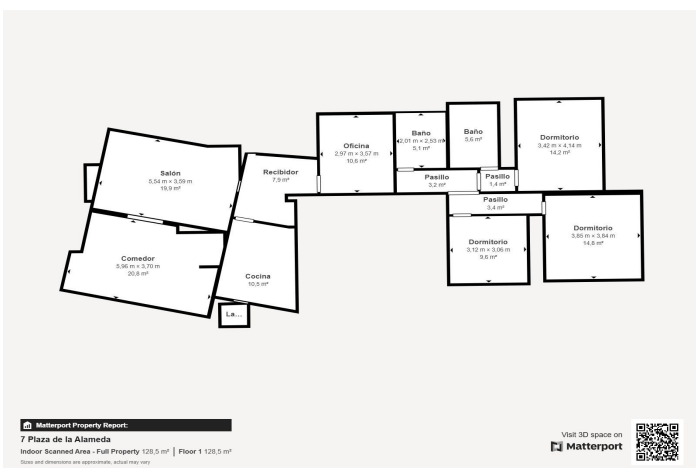 Salón
5,54 m × 3,59 m
19,9 m²
Recibidor
7,9 m²
Oficina
2,97 m × 3,57 m
10,6 m²
Baño
2,01 m × 2,53 m
5,1 m²
Baño
5,6 m²
Dormitorio
3,42 m × 4,14 m
14,2 m²
Pasillo
3,2 m²
Pasillo
1,4 m²
Pasillo
3,4 m²
Dormitorio
3,12 m × 3,06 m
9,6 m²
Dormitorio
3,85 m × 3,84 m
14,8 m²
Comedor
5,96 m × 3,70 m
20,8 m²
Cocina
10,5 m²
La...
Matterport Property Report:
7 Plaza de la Alameda
Indoor Scanned Area - Full Property 128,5 m² | Floor 1 128,5 m²
Sizes and dimensions are approximate, actual may vary
Visit 3D space on
Matterport